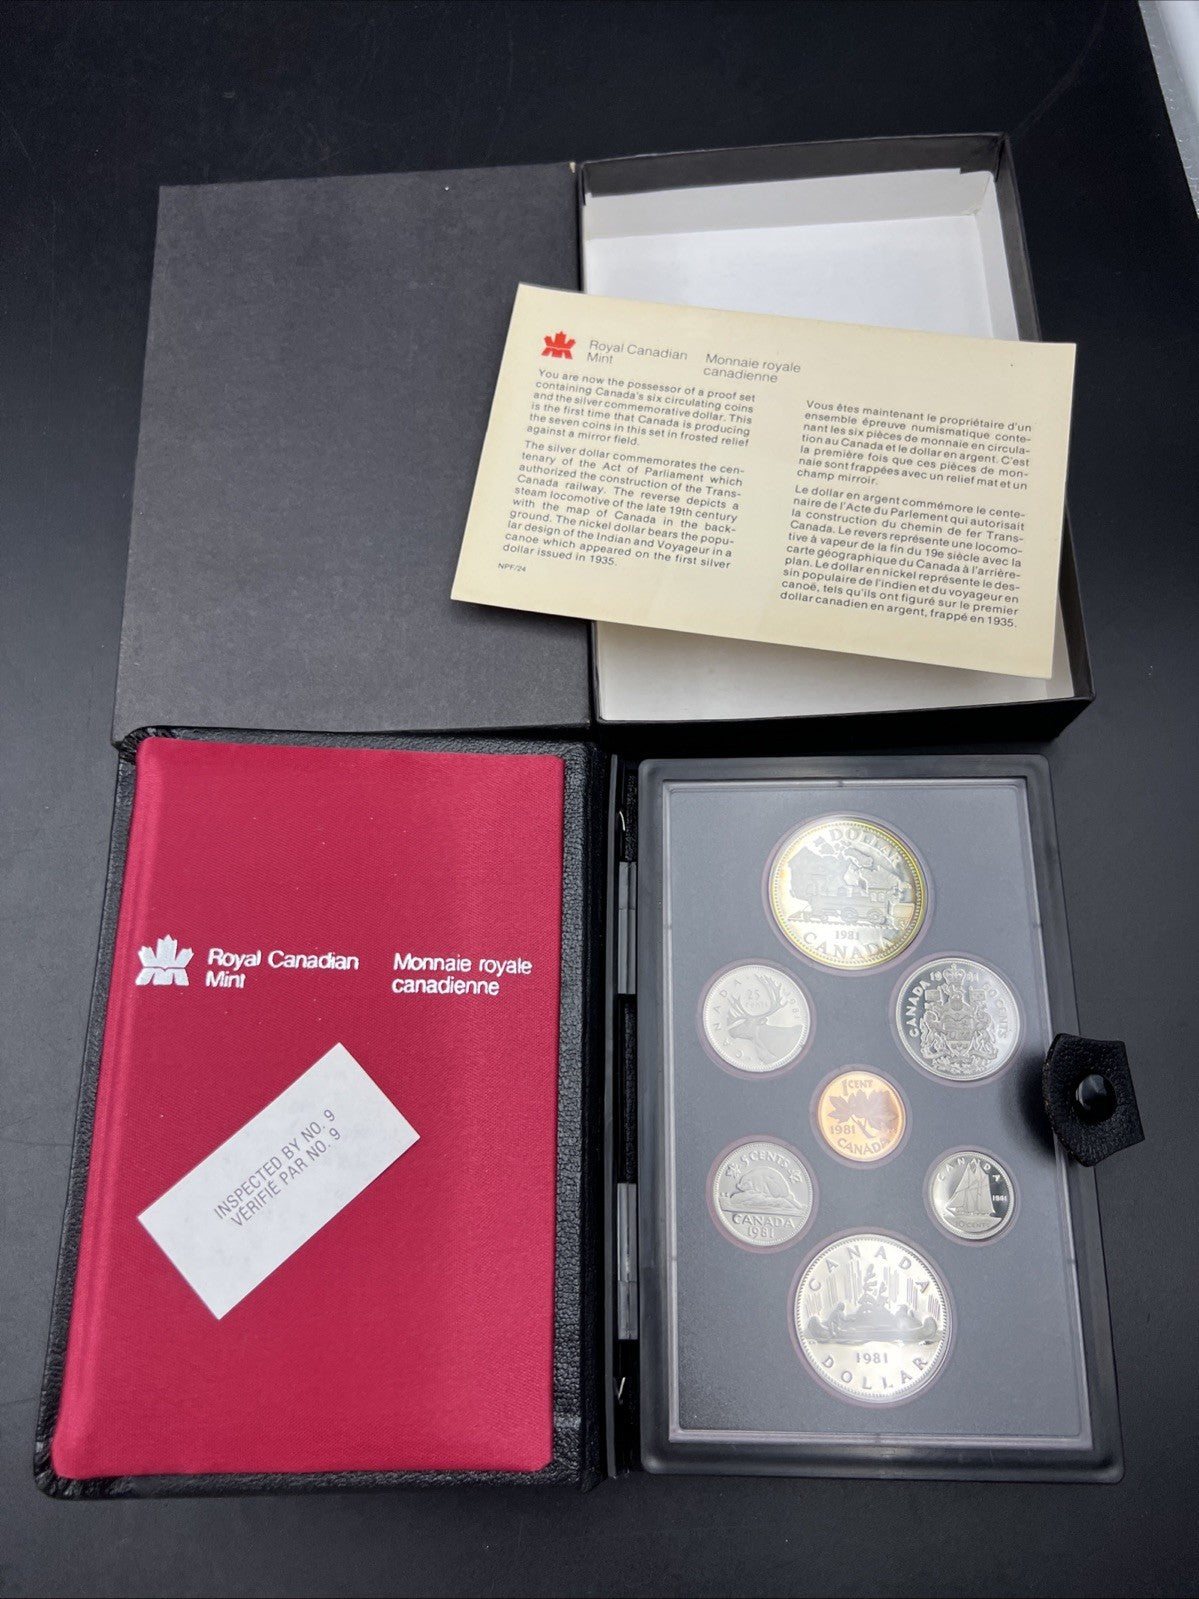 Royal Canadian
Mint
Monnaie royale
canadienne
You are now the possessor of a proof set
containing Canada's six circulating coins
and the silver commemorative dollar. This
is the first time that Canada is producing
the seven coins in this set in frosted relief
against a mirror field.
The silver dollar commemorates the cen-
tenary of the Act of Parliament which
authorized the construction of the Trans-
Canada railway. The reverse depicts a
steam locomotive of the late 19th century
with the map of Canada in the back-
ground. The nickel dollar bears the popu-
lar design of the Indian and Voyageur in a
canoe which appeared on the first silver
dollar issued in 1935.
NPF/24
Vous êtes maintenant le propriétaire d'un
ensemble épreuve numismatique conte-
nant les six pièces de monnaie en circula-
tion au Canada et le dollar en argent. C'est
la première fois que ces pièces de mon-
naie sont frappées avec un relief mat et un
champ mirroir.
Le dollar en argent commémore le cente-
naire de l'Acte du Parlement qui autorisait
la construction du chemin de fer Trans-
Canada. Le revers représente une locomo-
tive à vapeur de la fin du 19e siècle avec la
carte géographique du Canada à l'arrière-
plan. Le dollar en nickel représente le des-
sin populaire de l'indien et du voyageur en
canoë, tels qu'ils ont figuré sur le premier
dollar canadien en argent, frappé en 1935.
Royal Canadian
Mint
Monnaie royale
canadienne
INSPECTED BY NO. 9
VÉRIFIÉ PAR NO. 9
DOLLAR
1981
CANADA
CANADA
25
1981
CANADA 1981 50 CENTS
1 CENT
1981
CANADA
5 CENTS
CANADA
1981
CANADA
1981
10 CENTS
CANADA
1981
DOLLAR